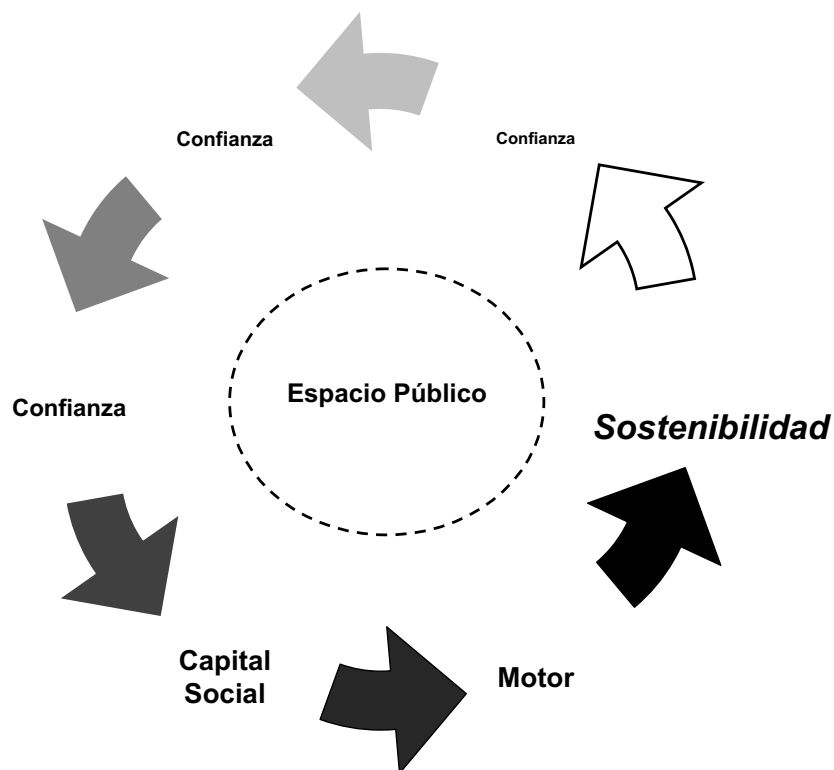 Confianza
Confianza
Espacio Público
Confianza
Sostenibilidad
Capital
Social
Motor